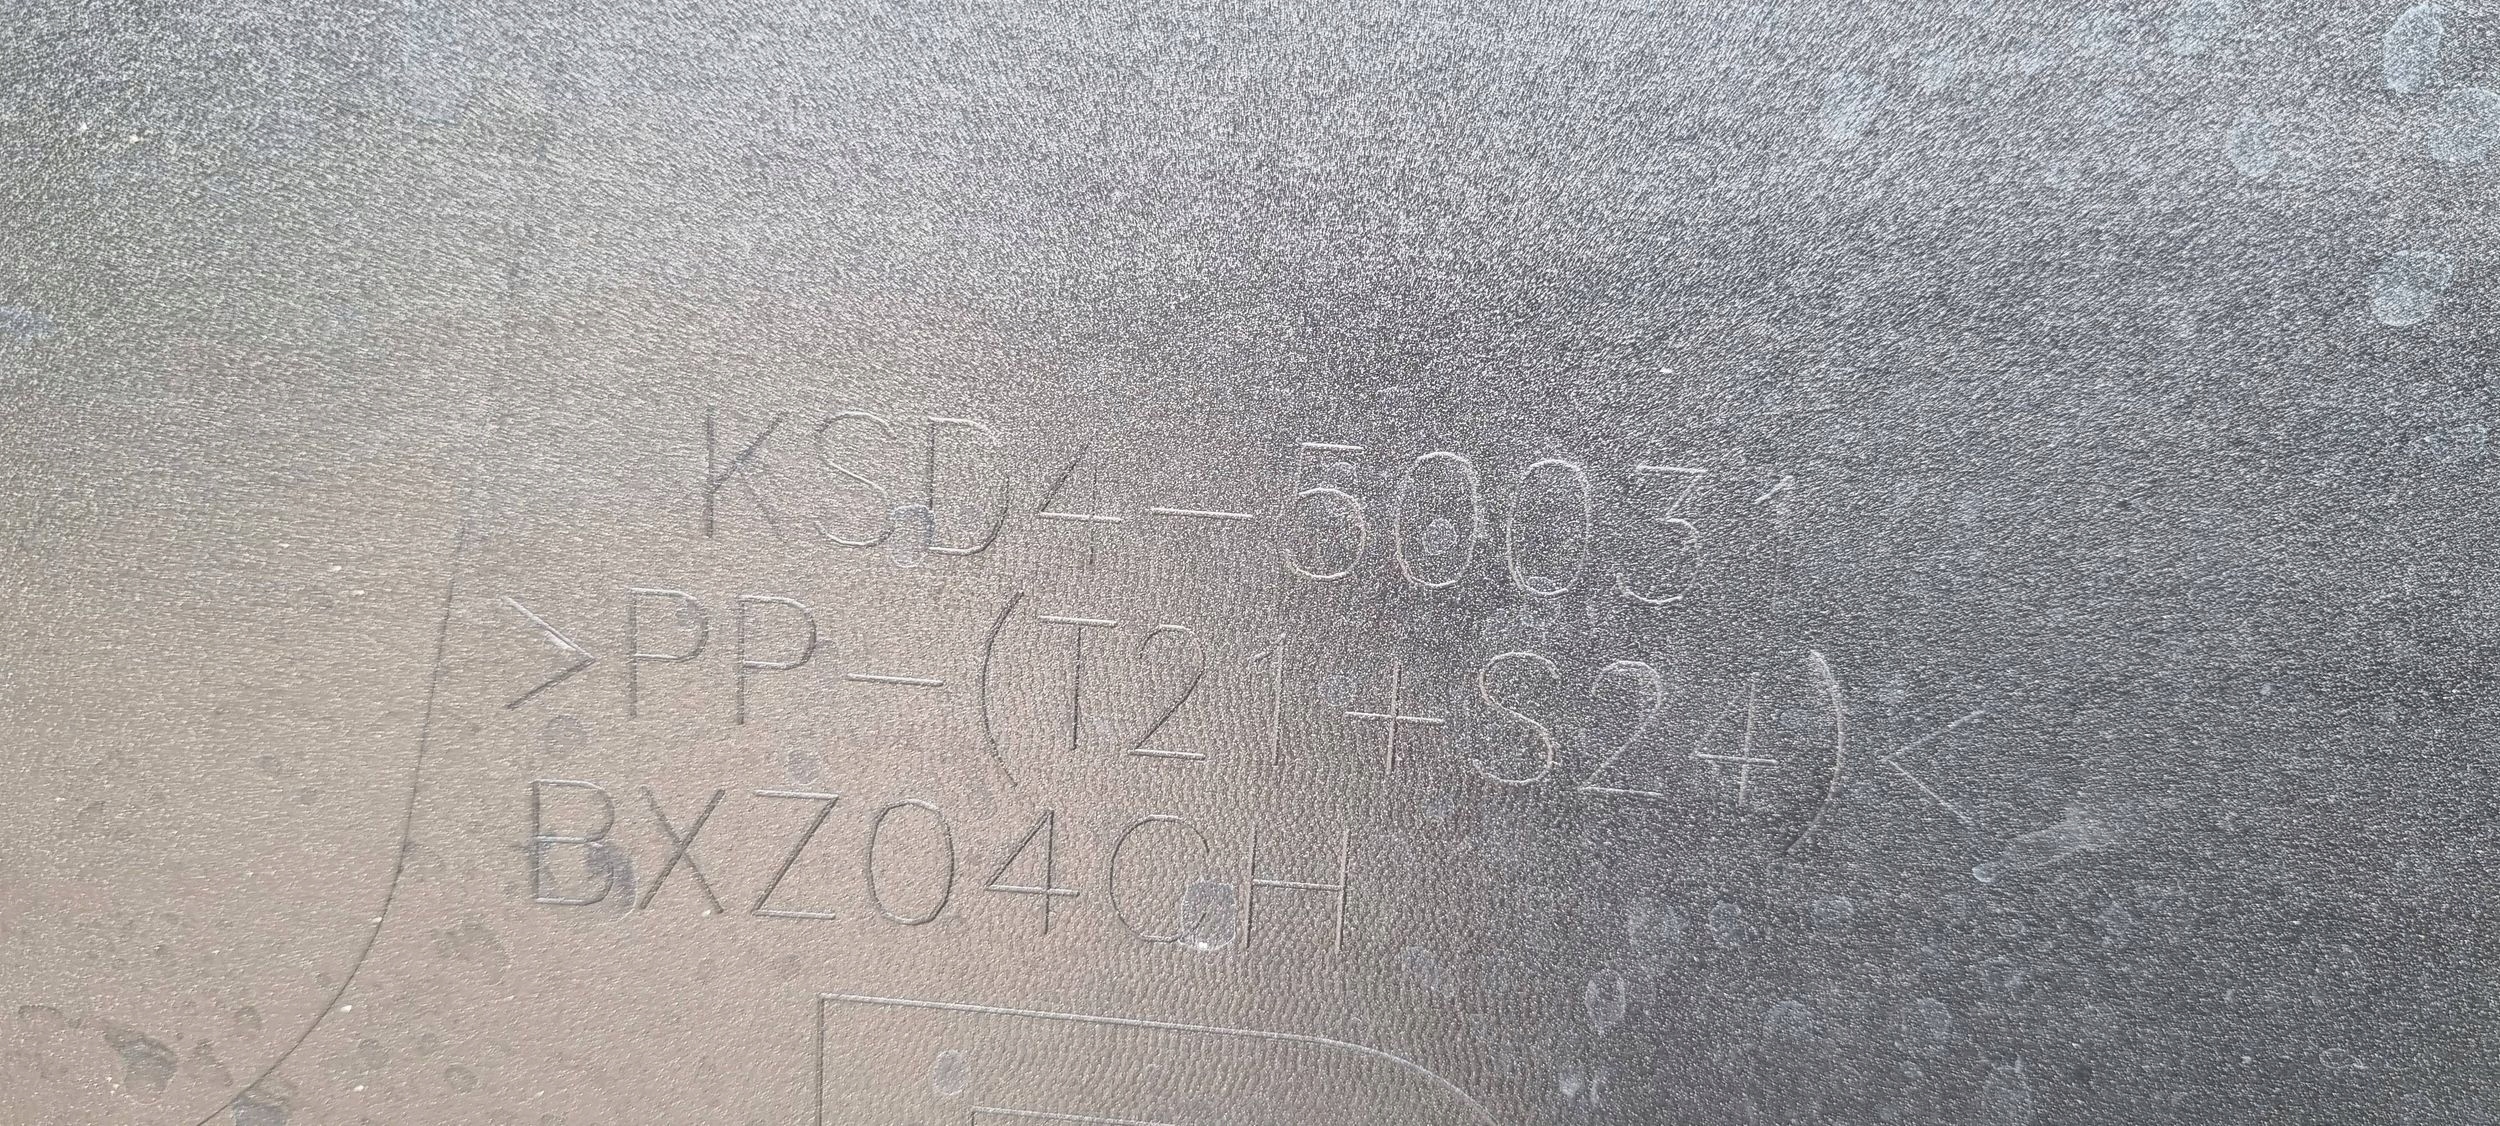 KSD4-50031
>PP-(T21+S24)<
BXZ04CH